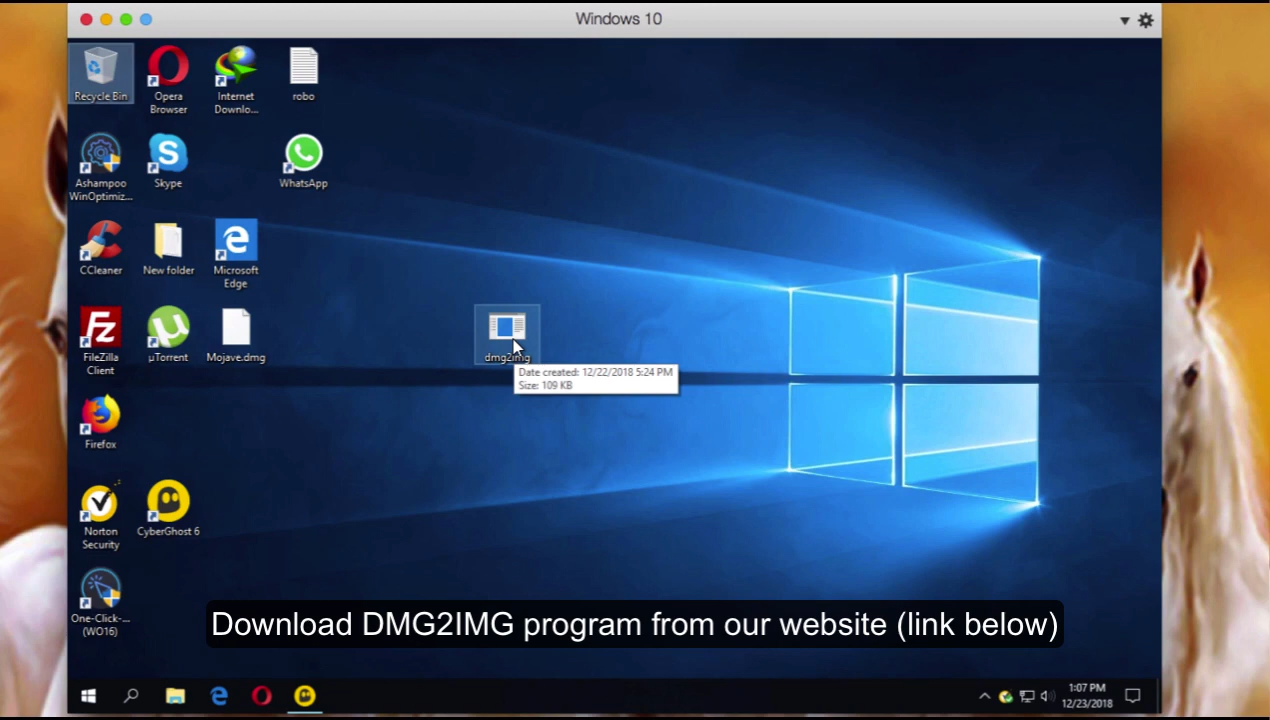 Windows 10
Recycle Bin
Opera
Browser
Internet
Downlo...
robo
Ashampoo
WinOptimiz...
Skype
WhatsApp
CCleaner
New folder
Microsoft
Edge
FileZilla
Client
µTorrent
Mojave.dmg
dmg2img
Date created: 12/22/2018 5:24 PM
Size: 109 KB
Firefox
Norton
Security
CyberGhost 6
One-Click-...
(WO16)
Download DMG2IMG program from our website (link below)
1:07 PM
12/23/2018